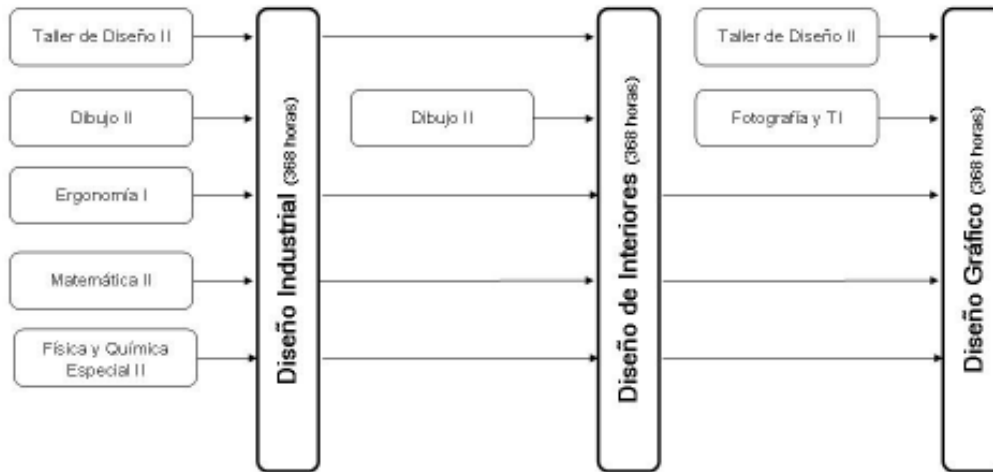 Taller de Diseño II
Dibujo II
Ergonomía I
Matemática II
Física y Química
Especial II
Diseño Industrial (368 horas)
Dibujo II
Diseño de Interiores (368 horas)
Taller de Diseño II
Fotografía y TI
Diseño Gráfico (368 horas)